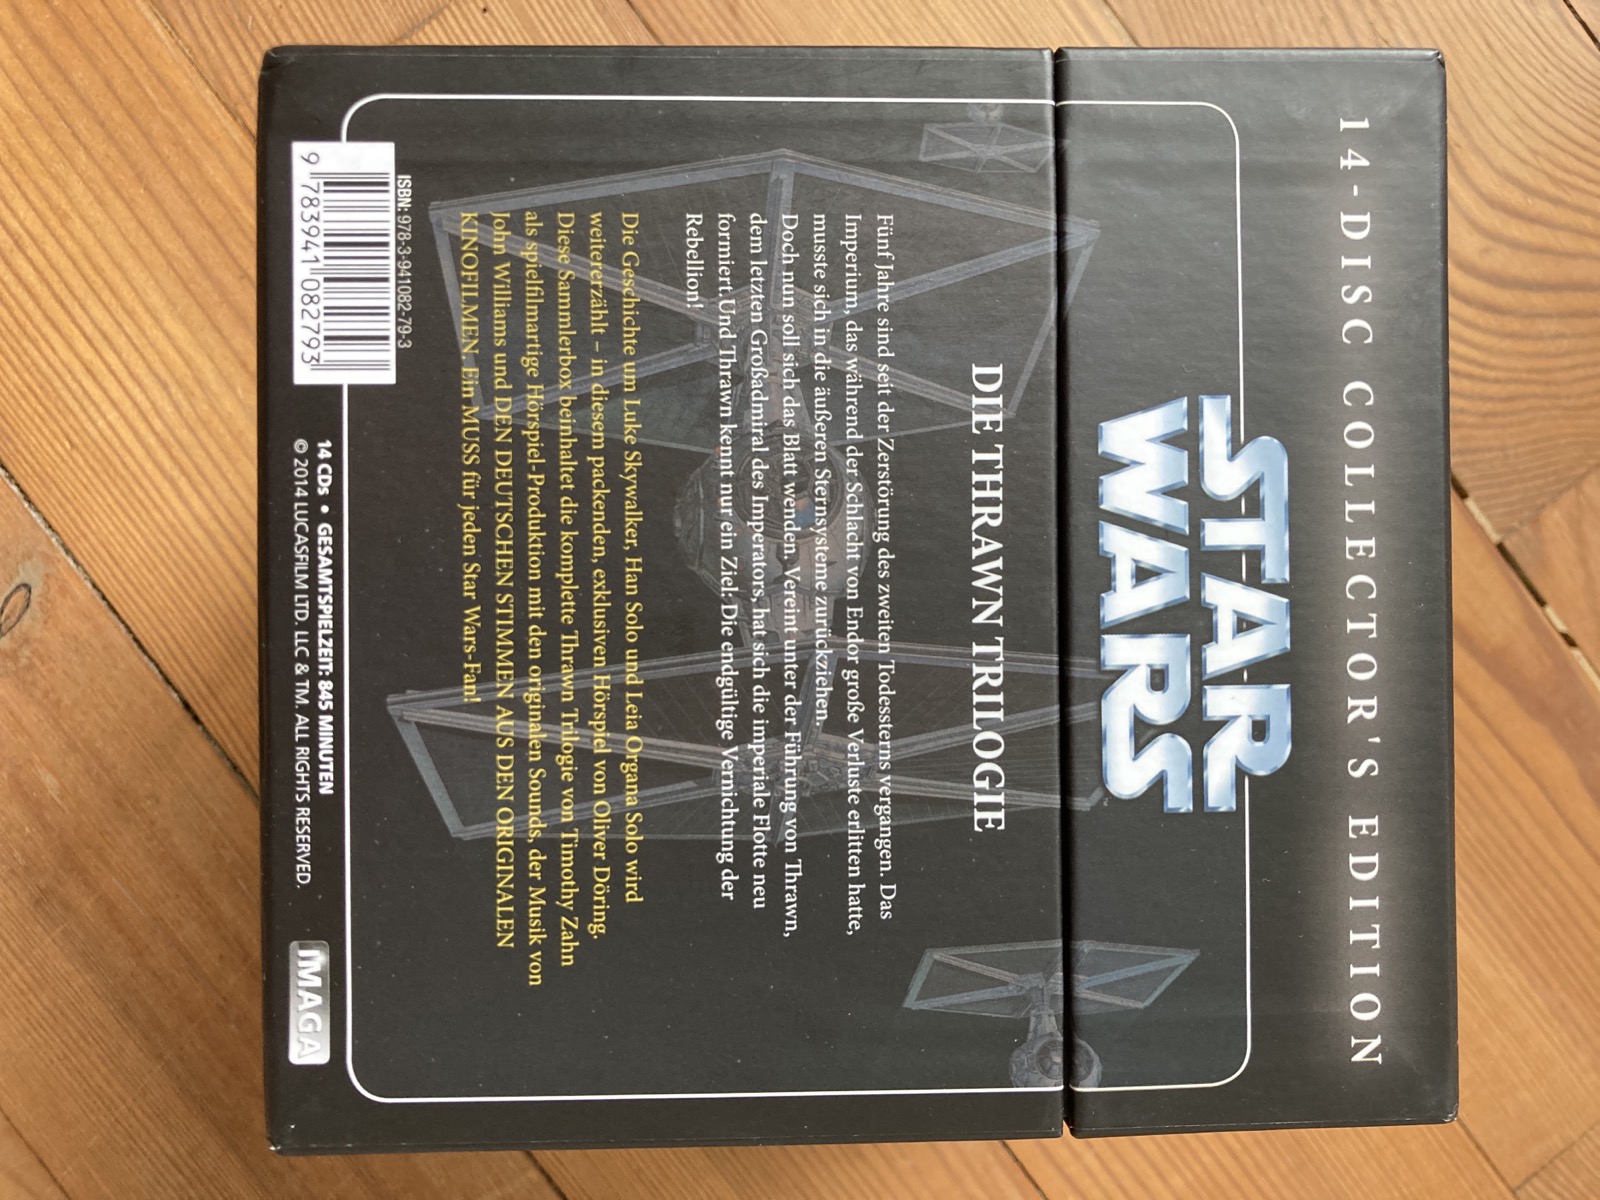 14-DISC COLLECTOR'S EDITION
STAR
WARS
DIE THRAWN TRILOGIE
Fünf Jahre sind seit der Zerstörung des zweiten Todessterns vergangen. Das
Imperium, das während der Schlacht von Endor große Verluste erlitten hatte,
musste sich in die äußeren Sternsysteme zurückziehen.
Doch nun soll sich das Blatt wenden. Vereint unter der Führung von Thrawn,
dem letzten Großadmiral des Imperators, hat sich die imperiale Flotte neu
formiert. Und Thrawn kennt nur ein Ziel: Die endgültige Vernichtung der
Rebellion!
Die Geschichte um Luke Skywalker, Han Solo und Leia Organa Solo wird
weitererzählt – in diesem packenden, exklusiven Hörspiel von Oliver Döring.
Diese Sammlerbox beinhaltet die komplette Thrawn Trilogie von Timothy Zahn
als spielfilmartige Hörspiel-Produktion mit den originalen Sounds, der Musik von
John Williams und DEN DEUTSCHEN STIMMEN AUS DEN ORIGINALEN
KINOFILMEN. Ein MUSS für jeden Star Wars-Fan!
ISBN: 978-3-941082-79-3
9 783941 082793
14 CDs • GESAMTSPIELZEIT: 845 MINUTEN
© 2014 LUCASFILM LTD. LLC & TM. ALL RIGHTS RESERVED.
IMAGA